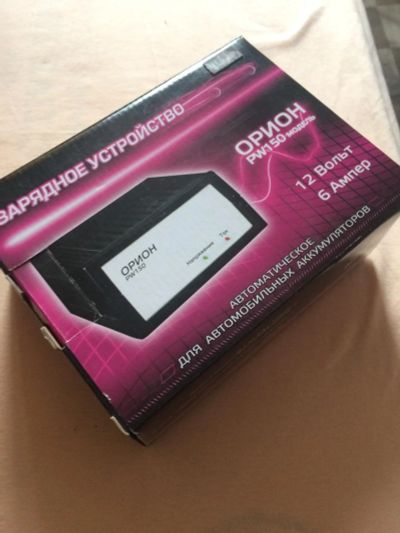 ЗАРЯДНОЕ УСТРОЙСТВО
ОРИОН
PW150 МОДЕЛЬ
12 Вольт
6 Ампер
ОРИОН
PW150
Напряжение
Ток
АВТОМАТИЧЕСКОЕ
ДЛЯ АВТОМОБИЛЬНЫХ АККУМУЛЯТОРОВ